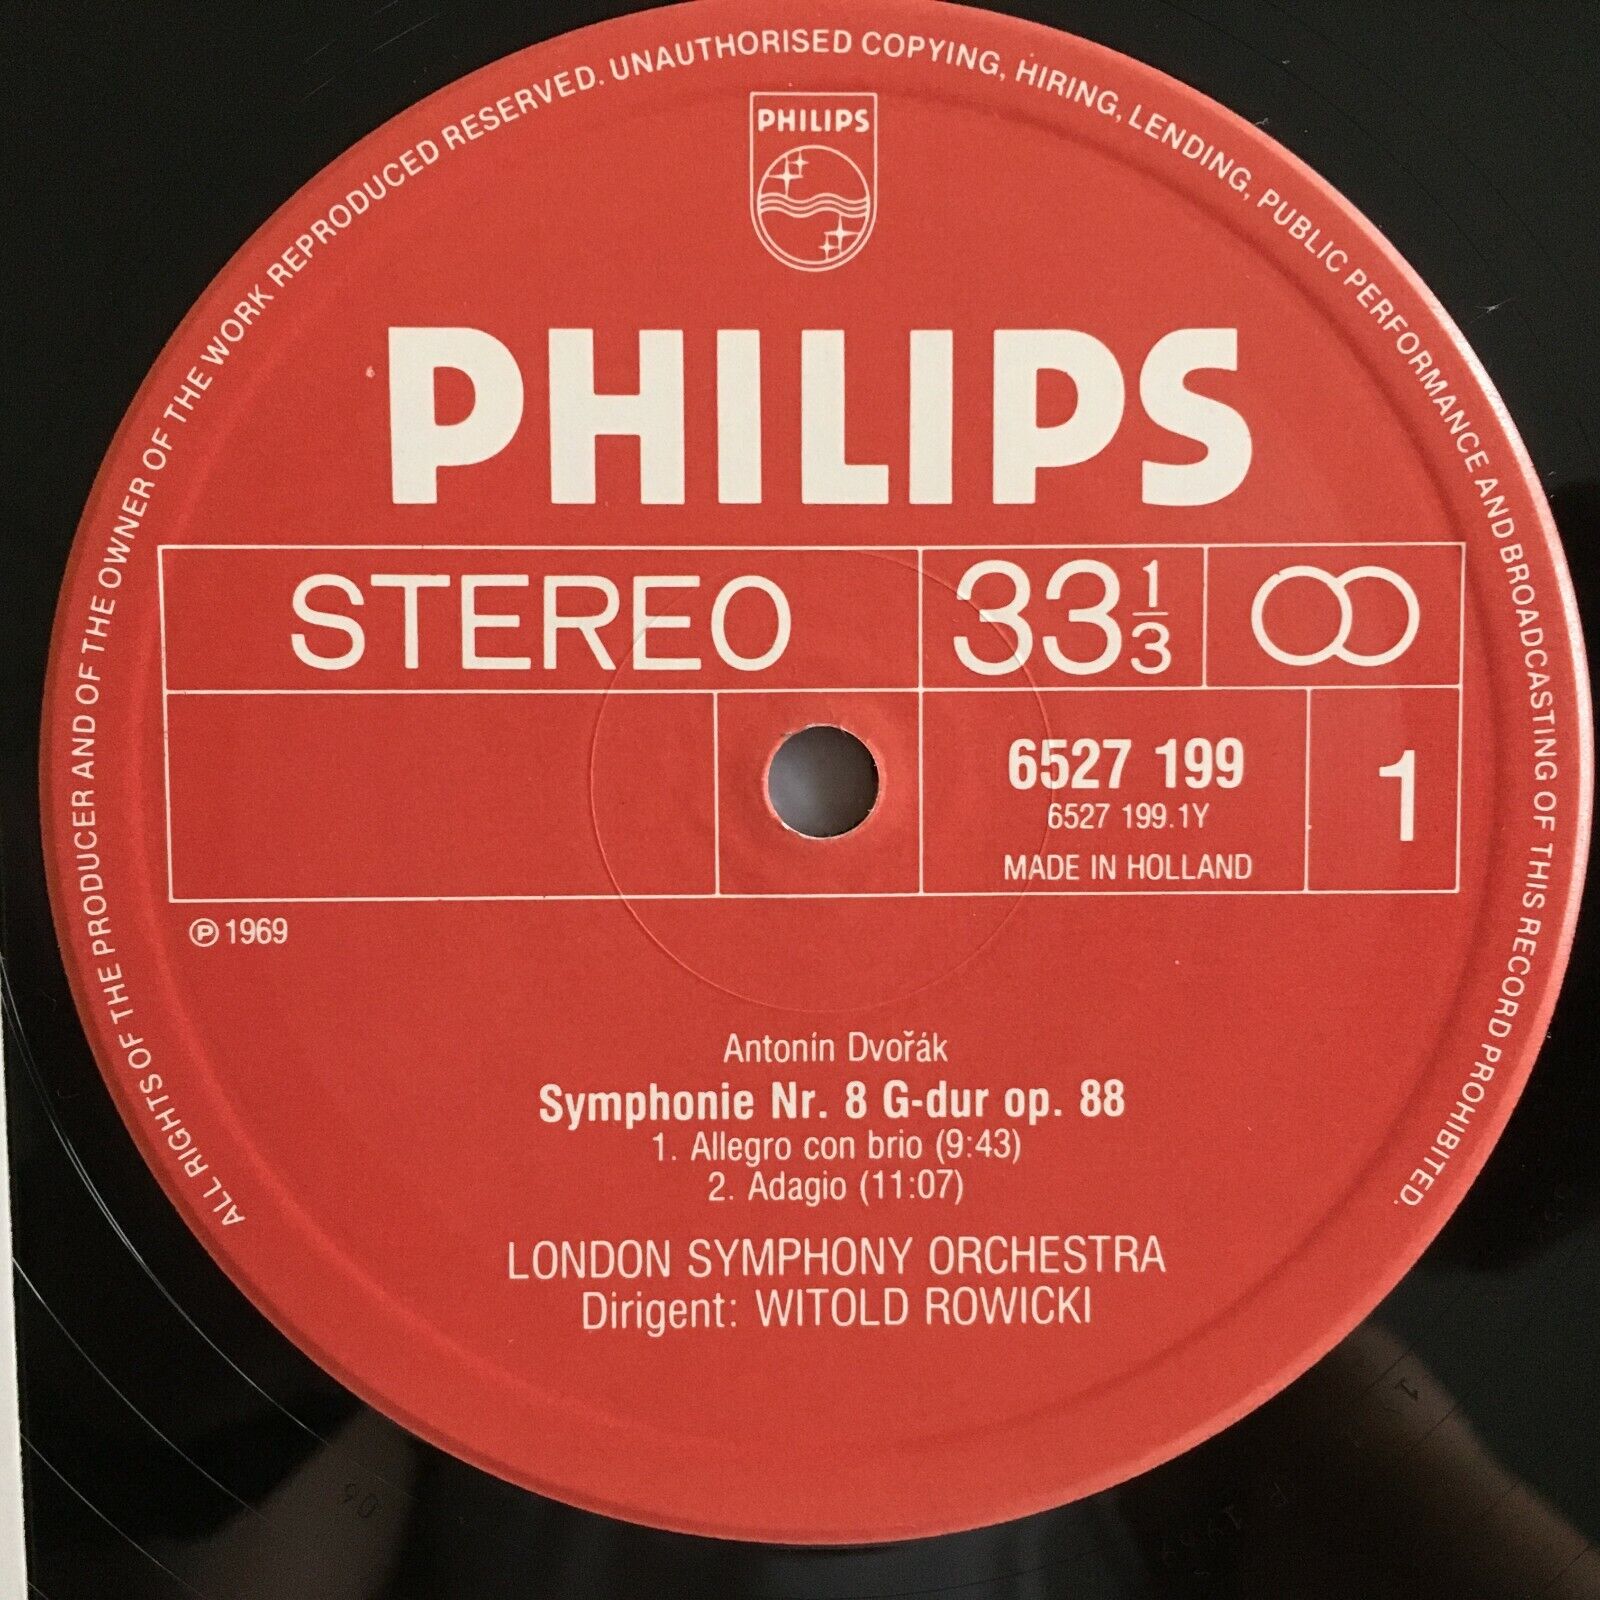 ALL RIGHTS OF THE PRODUCER AND OF THE OWNER OF THE WORK REPRODUCED RESERVED. UNAUTHORISED COPYING, HIRING, LENDING, PUBLIC PERFORMANCE AND BROADCASTING OF THIS RECORD PROHIBITED.
PHILIPS
PHILIPS
STEREO
33 1/3
6527 199
6527 199.1Y
MADE IN HOLLAND
1
℗ 1969
Antonín Dvořák
Symphonie Nr. 8 G-dur op. 88
1. Allegro con brio (9:43)
2. Adagio (11:07)
LONDON SYMPHONY ORCHESTRA
Dirigent: WITOLD ROWICKI